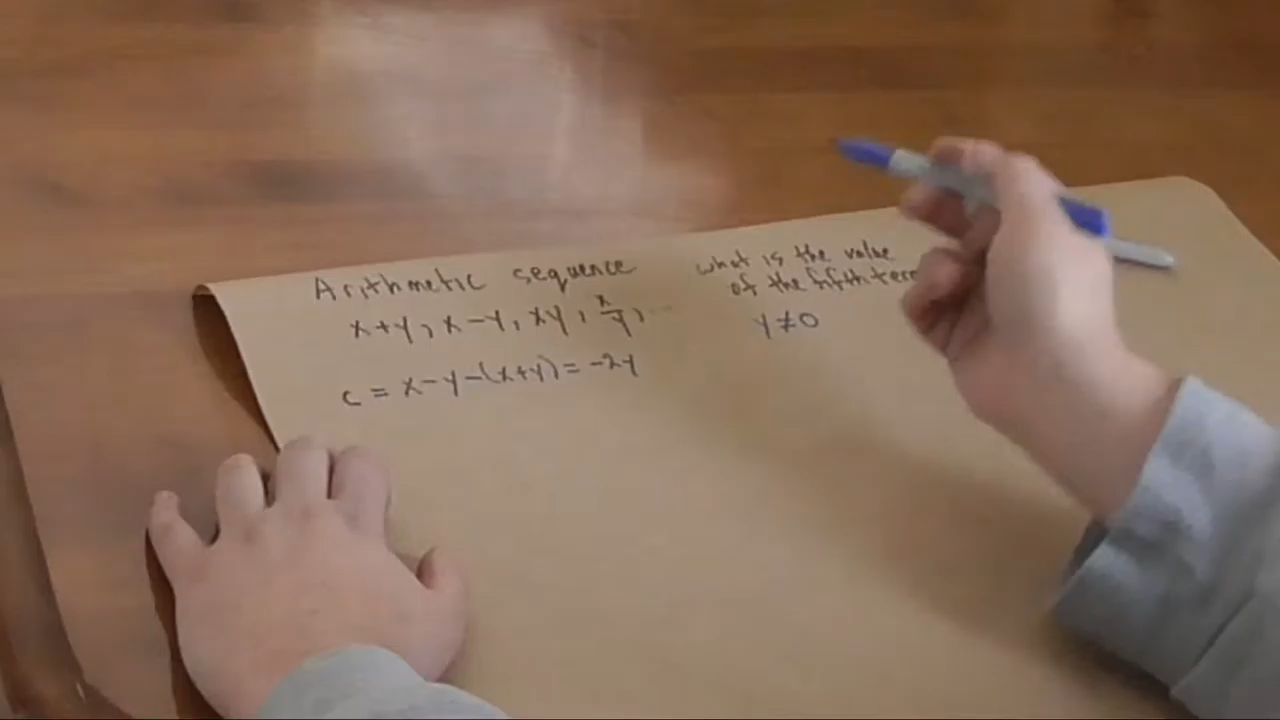 Arithmetic sequence
x+y, x-y, xy, x/y, ...
c = x-y-(x+y) = -2y
what is the value
of the fifth term
y≠0